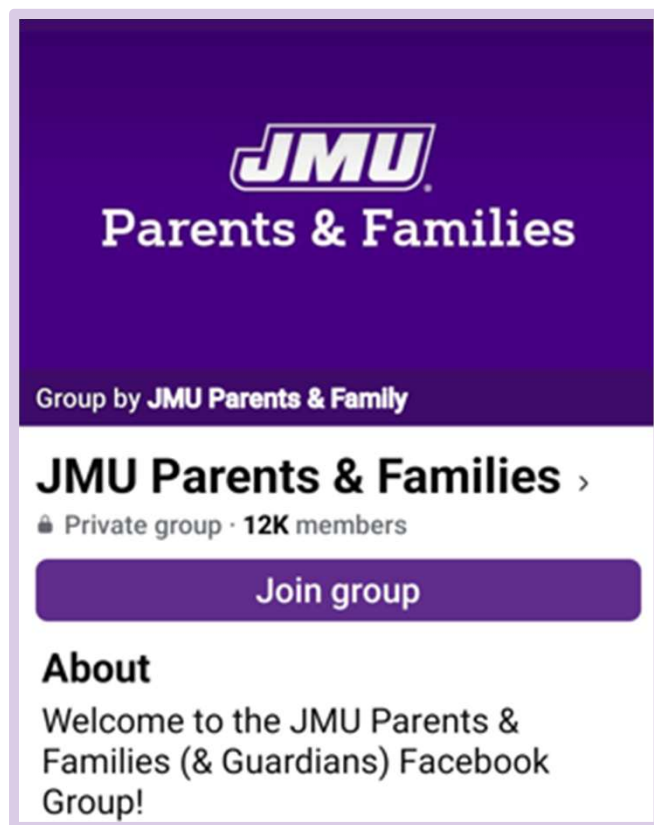 JMU®
Parents & Families
Group by JMU Parents & Family
JMU Parents & Families ›
Private group · 12K members
Join group
About
Welcome to the JMU Parents &
Families (& Guardians) Facebook
Group!